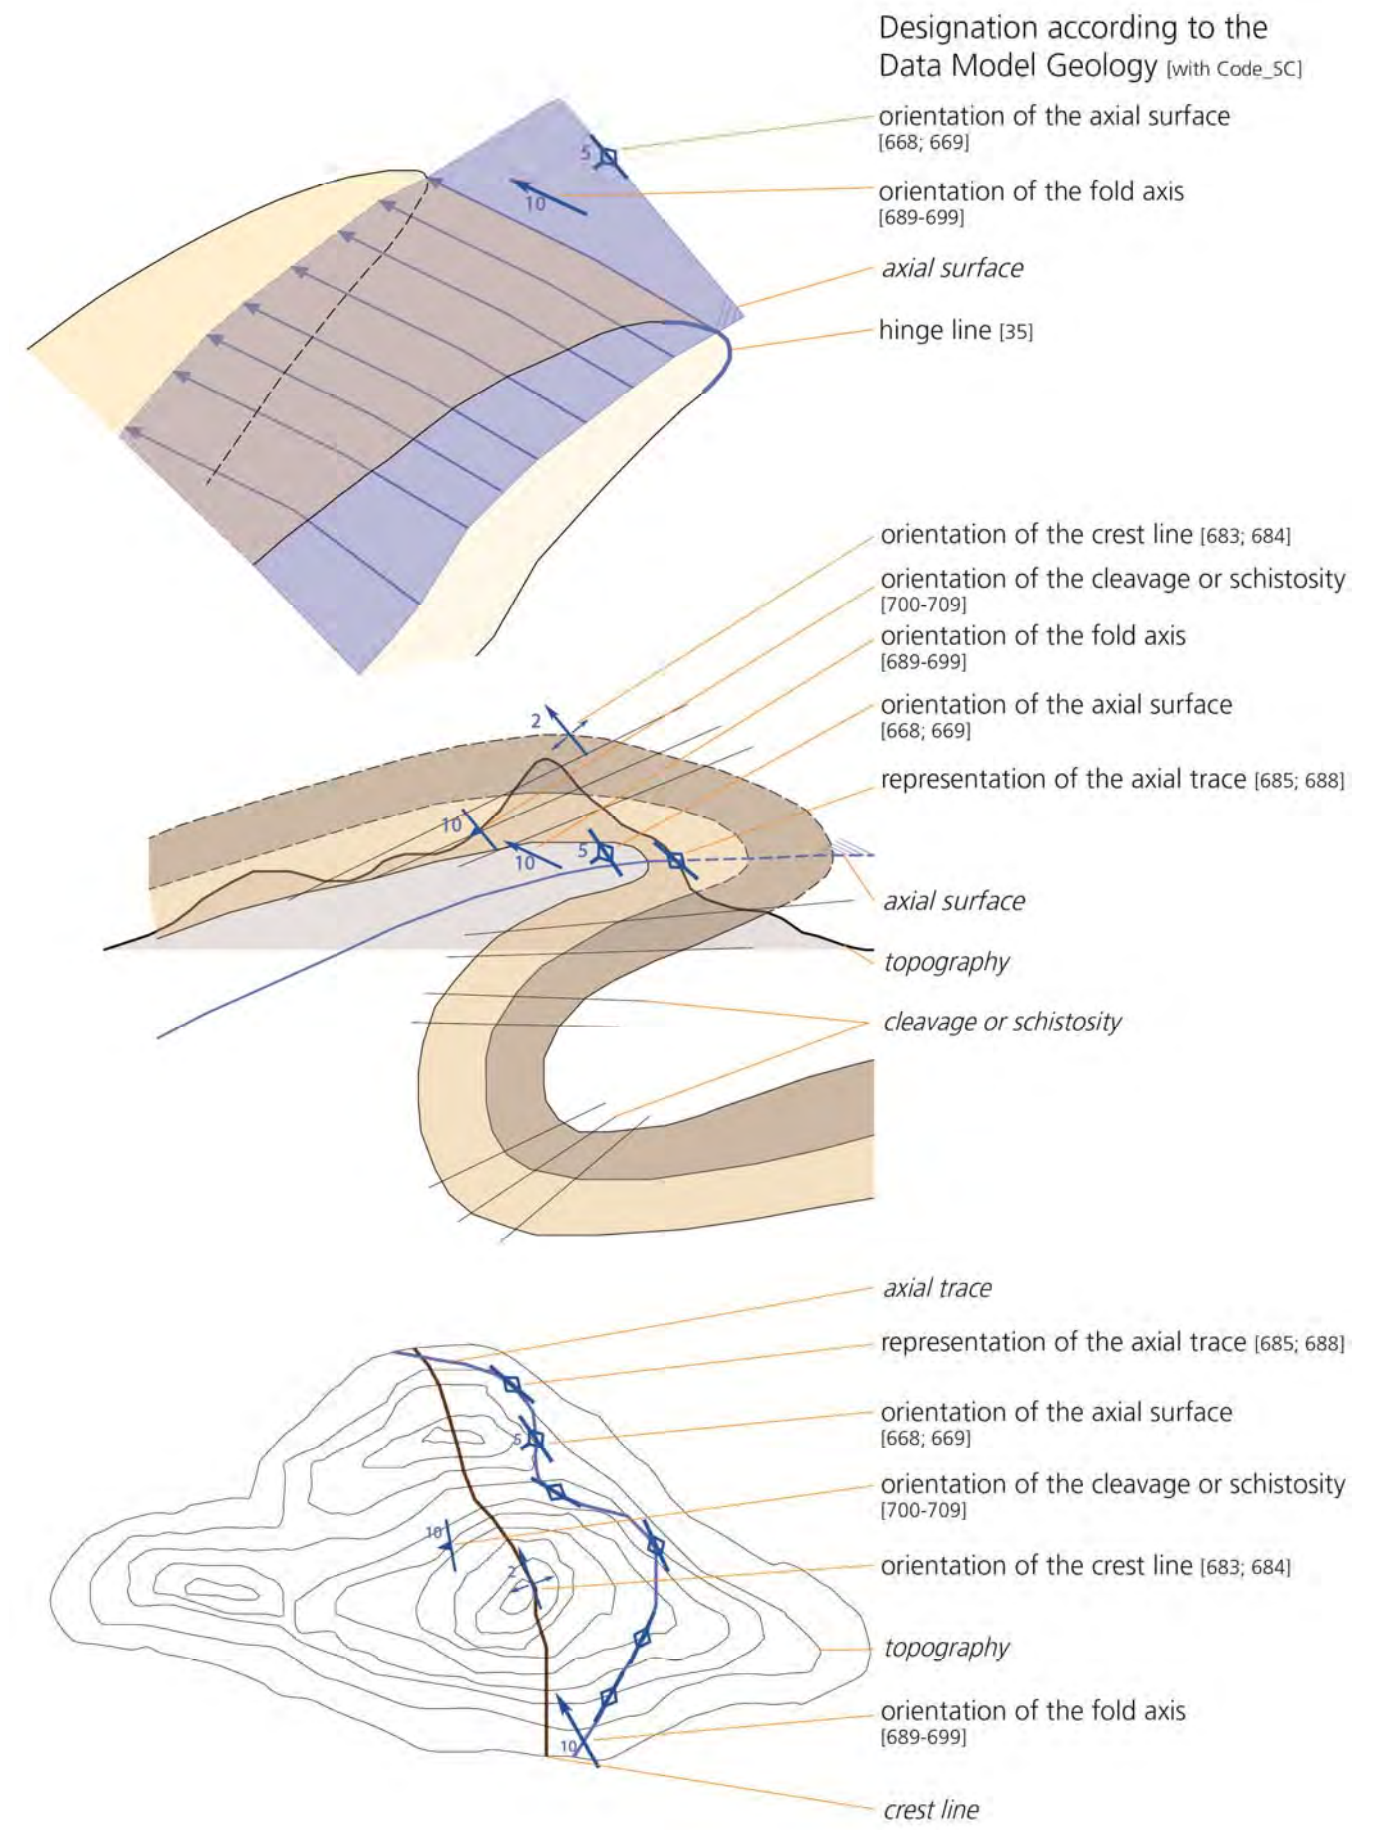 Designation according to the
Data Model Geology [with Code_SC]
orientation of the axial surface
[668; 669]
5
orientation of the fold axis
[689-699]
10
axial surface
hinge line [35]
orientation of the crest line [683; 684]
orientation of the cleavage or schistosity
[700-709]
orientation of the fold axis
[689-699]
orientation of the axial surface
[668; 669]
2
representation of the axial trace [685; 688]
10
10
5
axial surface
topography
cleavage or schistosity
axial trace
representation of the axial trace [685; 688]
orientation of the axial surface
[668; 669]
5
orientation of the cleavage or schistosity
[700-709]
10
orientation of the crest line [683; 684]
2
topography
orientation of the fold axis
[689-699]
10
crest line